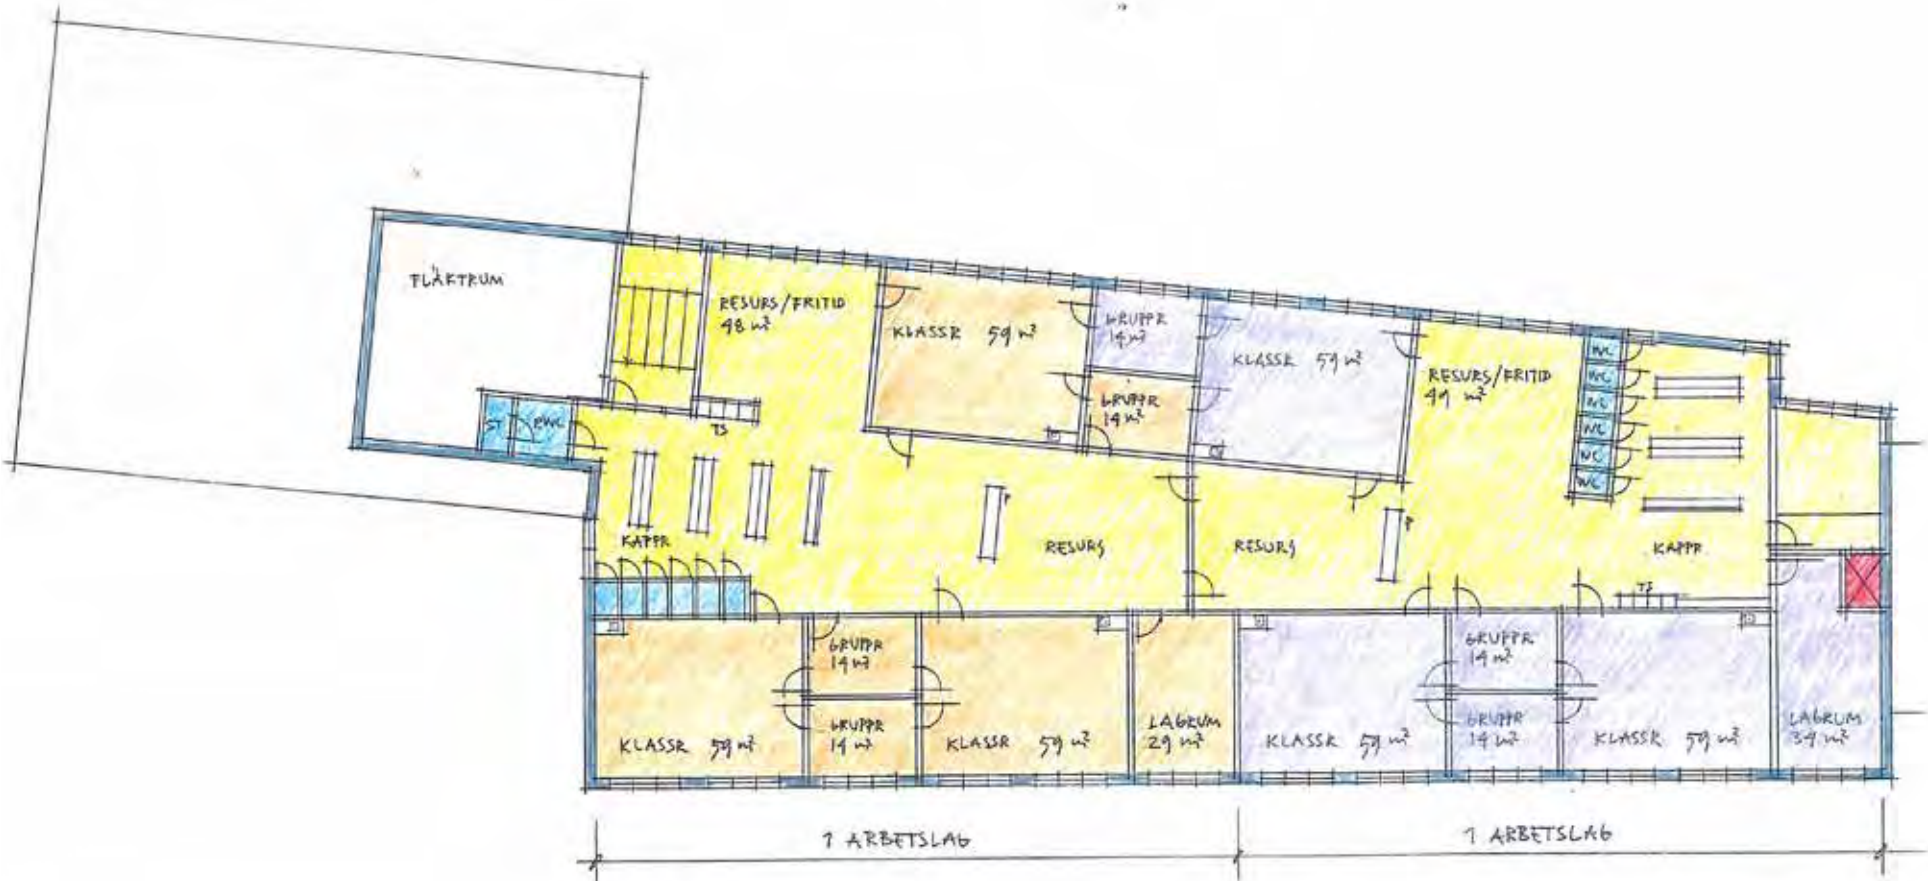 FLÄKTRUM
RESURS/FRITID
48 m²
KLASSR 59 m²
GRUPPR
14 m²
GRUPPR
14 m²
KLASSR 59 m²
RESURS/FRITID
49 m²
WC
WC
WC
WC
WC
WC
ST
RWC
TS
KAPPR
P
RESURS
RESURS
P
KAPPR
TS
GRUPPR
14 m²
GRUPPR
14 m²
KLASSR 59 m²
GRUPPR
14 m²
KLASSR 59 m²
LAGRUM
29 m²
KLASSR 59 m²
GRUPPR
14 m²
KLASSR 59 m²
LAGRUM
34 m²
1 ARBETSLAG
1 ARBETSLAG